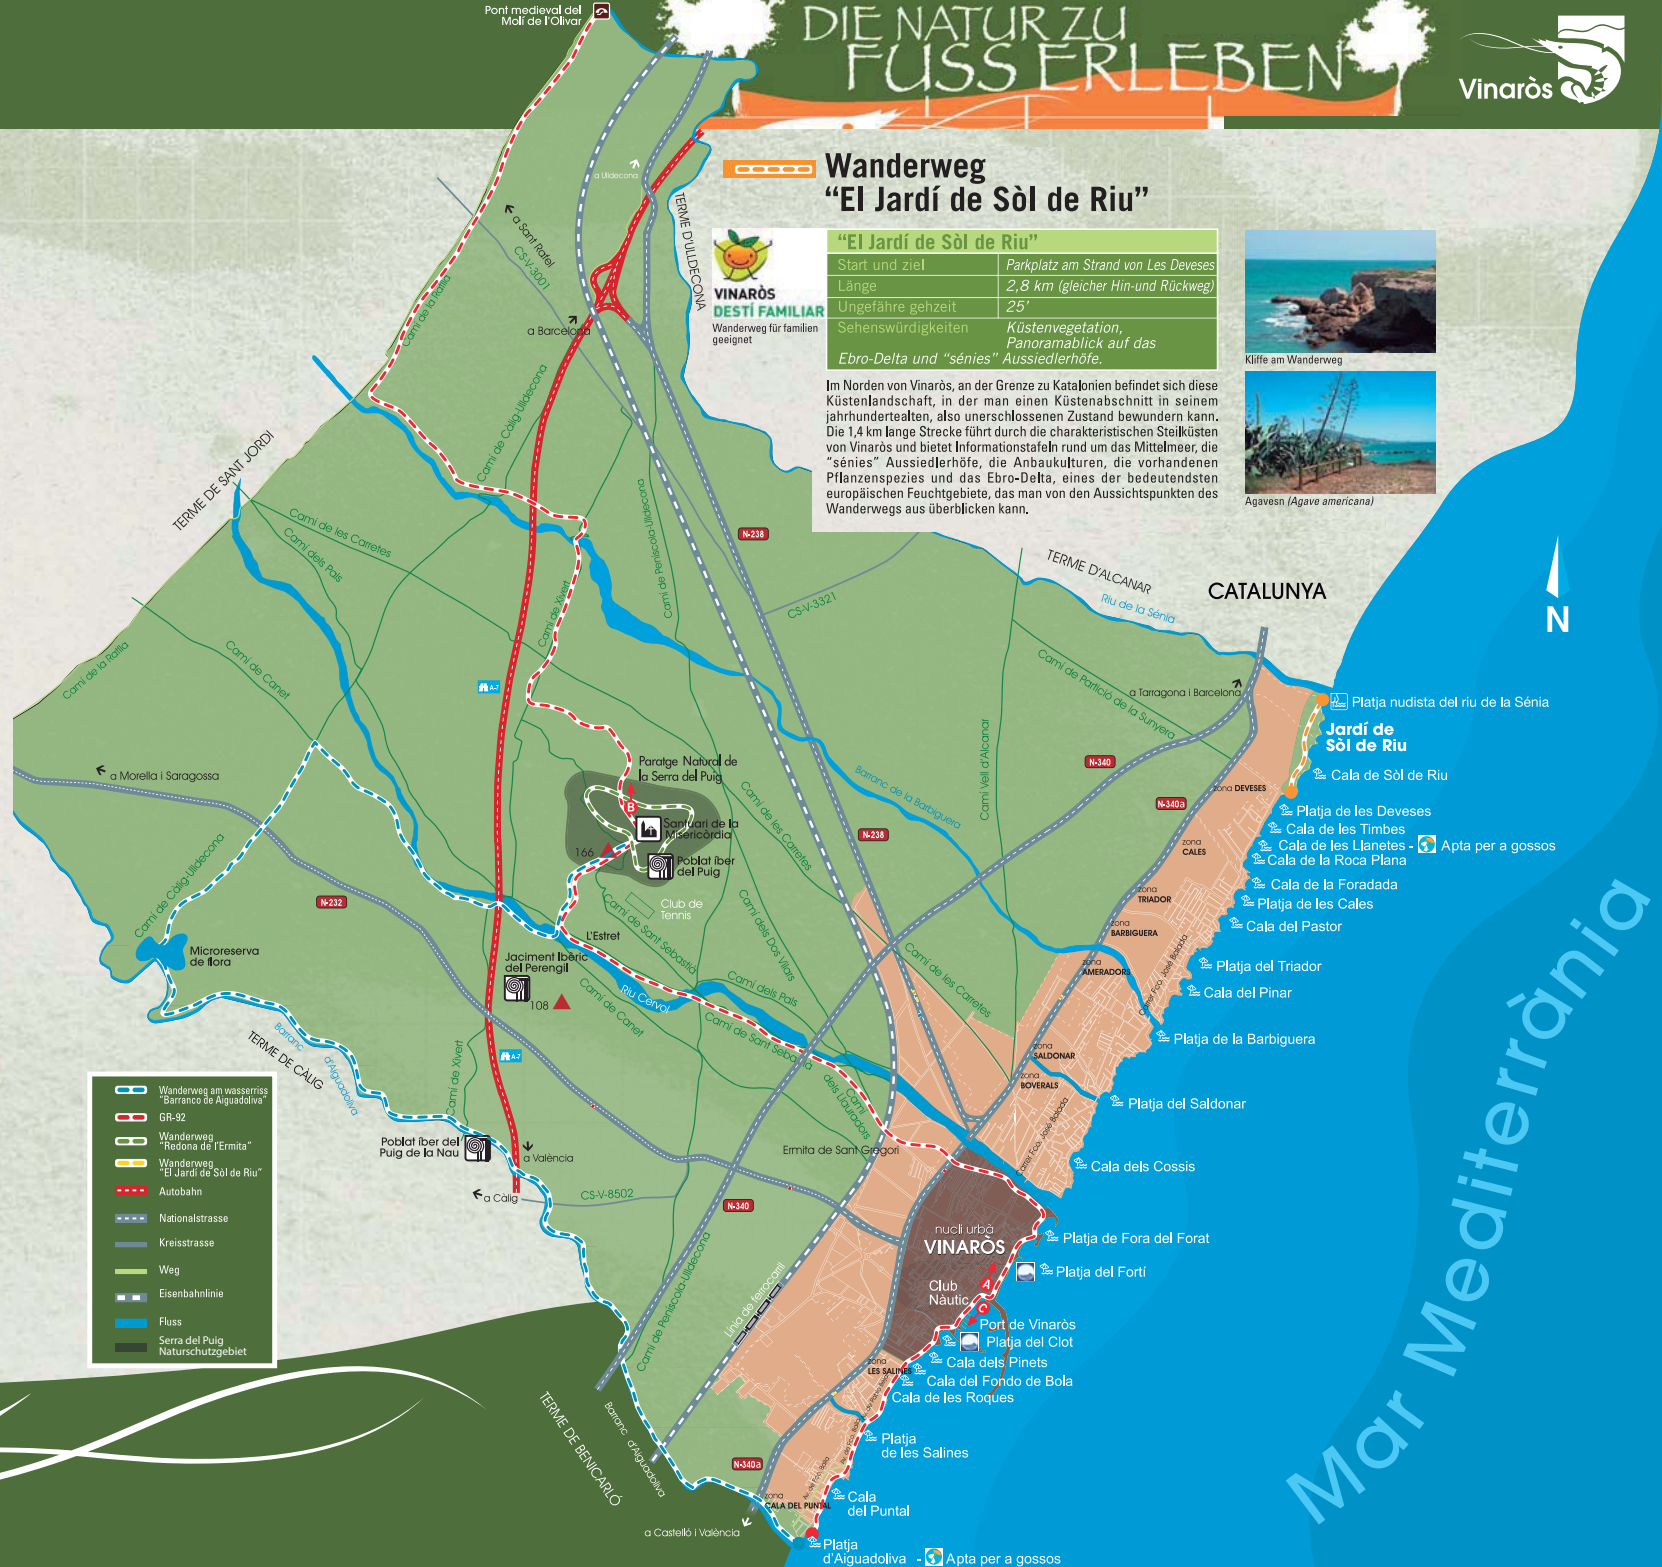 Pont medieval del
Molí de l'Olivar
DIE NATUR ZU
FUSS ERLEBEN
Vinaròs
Wanderweg
“El Jardí de Sòl de Riu”
VINARÒS
DESTÍ FAMILIAR
Wanderweg für familien
geeignet
“El Jardí de Sòl de Riu”
Start und ziel Parkplatz am Strand von Les Deveses
Länge 2,8 km (gleicher Hin-und Rückweg)
Ungefähre gehzeit 25’
Sehenswürdigkeiten Küstenvegetation,
Panoramablick auf das
Ebro-Delta und “sénies” Aussiedlerhöfe.
Im Norden von Vinaròs, an der Grenze zu Katalonien befindet sich diese
Küstenlandschaft, in der man einen Küstenabschnitt in seinem
jahrhundertealten, also unerschlossenen Zustand bewundern kann.
Die 1,4 km lange Strecke führt durch die charakteristischen Steilküsten
von Vinaròs und bietet Informationstafeln rund um das Mittelmeer, die
“sénies” Aussiedlerhöfe, die Anbaukulturen, die vorhandenen
Pflanzenspezies und das Ebro-Delta, eines der bedeutendsten
europäischen Feuchtgebiete, das man von den Aussichtspunkten des
Wanderwegs aus überblicken kann.
Kliffe am Wanderweg
Agavesn (Agave americana)
a Ulldecona
TERME D'ULLDECONA
a Sant Rafel
CS-V-3001
Camí de la Ratlla
a Barcelona
Camí de Càlig-Ulldecona
TERME DE SANT JORDI
Camí de les Carretes
Camí dels Pals
Camí de Peniscola-Ulldecona
N-238
CS-V-3321
TERME D'ALCANAR
Riu de la Sénia
CATALUNYA
N
Camí de Xivert
Camí de la Ratlla
Camí de Canet
A-7
Camí de Partició de la Sunyera
a Tarragona i Barcelona
Platja nudista del riu de la Sénia
Jardí de
Sòl de Riu
Cala de Sòl de Riu
zona DEVESES
Platja de les Deveses
Cala de les Timbes
Cala de les Llanetes - Apta per a gossos
Cala de la Roca Plana
Cala de la Foradada
Platja de les Cales
Cala del Pastor
Platja del Triador
Cala del Pinar
Platja de la Barbiguera
Platja del Saldonar
Cala dels Cossis
Platja de Fora del Forat
Platja del Fortí
a Morella i Saragossa
Paratge Natural de
la Serra del Puig
B
Santuari de la
Misericòrdia
166
Poblat íber
del Puig
Camí de les Carretes
Barranc de la Barbiguera
Camí Vell d'Alcanar
N-340
N-340a
N-238
zona
CALES
zona
TRIADOR
zona
BARBIGUERA
zona
AMERADORS
Carrer Fco. José Balada
zona
SALDONAR
zona
BOVERALS
Carrer Fco. José Balada
Camí de Càlig-Ulldecona
N-232
Club de
Tennis
Microreserva
de flora
L'Estret
Jaciment Ibèric
del Perengil
108
Camí de Sant Sebastià
Camí dels Dos Vilars
Camí de les Carretes
Camí dels Pals
Riu Cervol
Camí de Canet
Camí de Sant Sebastià
Camí
dels Llauradors
Barranc
d'Aiguadoliva
TERME DE CÀLIG
A-7
Camí de Xivert
Poblat íber del
Puig de la Nau
a València
a Càlig
CS-V-8502
Ermita de Sant Gregori
N-340
nucli urbà
VINARÒS
Club
Nàutic
A
C
Port de Vinaròs
Platja del Clot
Cala dels Pinets
Cala del Fondo de Bola
Cala de les Roques
zona
LES SALINES
Platja
de les Salines
Cala
del Puntal
Platja
d'Aiguadoliva - Apta per a gossos
Camí de Peniscola-Ulldecona
Línia de ferrocarril
TERME DE BENICARLÓ
Barranc d'Aiguadoliva
N-340a
zona
CALA DEL PUNTAL
a Castelló i València
Mar Mediterrània
Wanderweg am wasserriss
“Barranco de Aiguadoliva”
GR-92
Wanderweg
“Redona de l'Ermita”
Wanderweg
“El Jardí de Sòl de Riu”
Autobahn
Nationalstrasse
Kreisstrasse
Weg
Eisenbahnlinie
Fluss
Serra del Puig
Naturschutzgebiet